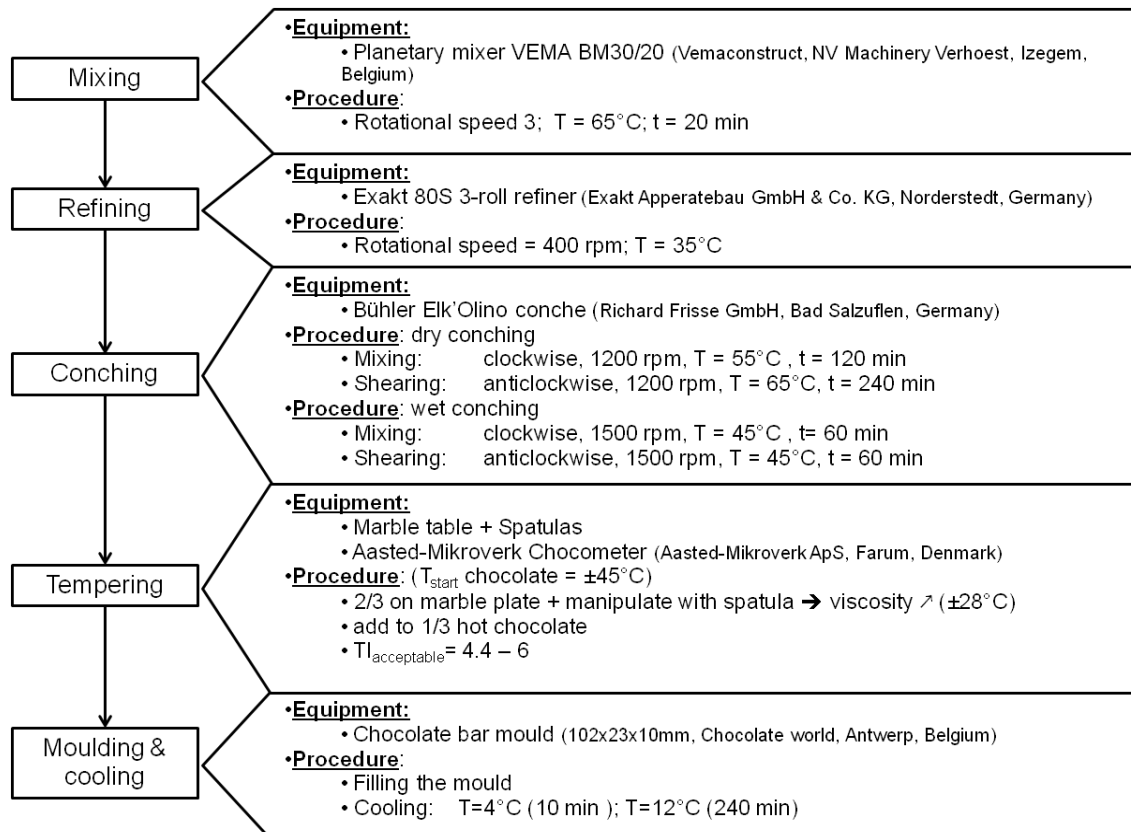 Mixing
•Equipment:
• Planetary mixer VEMA BM30/20 (Vemaconstruct, NV Machinery Verhoest, Izegem,
Belgium)
•Procedure:
• Rotational speed 3; T = 65°C; t = 20 min
Refining
•Equipment:
• Exakt 80S 3-roll refiner (Exakt Apperatebau GmbH & Co. KG, Norderstedt, Germany)
•Procedure:
• Rotational speed = 400 rpm; T = 35°C
Conching
•Equipment:
• Bühler Elk'Olino conche (Richard Frisse GmbH, Bad Salzuflen, Germany)
•Procedure: dry conching
• Mixing: clockwise, 1200 rpm, T = 55°C , t = 120 min
• Shearing: anticlockwise, 1200 rpm, T = 65°C, t = 240 min
•Procedure: wet conching
• Mixing: clockwise, 1500 rpm, T = 45°C , t= 60 min
• Shearing: anticlockwise, 1500 rpm, T = 45°C, t = 60 min
Tempering
•Equipment:
• Marble table + Spatulas
• Aasted-Mikroverk Chocometer (Aasted-Mikroverk ApS, Farum, Denmark)
•Procedure: (Tstart chocolate = ±45°C)
• 2/3 on marble plate + manipulate with spatula ➔ viscosity ↗ (±28°C)
• add to 1/3 hot chocolate
• TIacceptable= 4.4 – 6
Moulding &
cooling
•Equipment:
• Chocolate bar mould (102x23x10mm, Chocolate world, Antwerp, Belgium)
•Procedure:
• Filling the mould
• Cooling: T=4°C (10 min ); T=12°C (240 min)